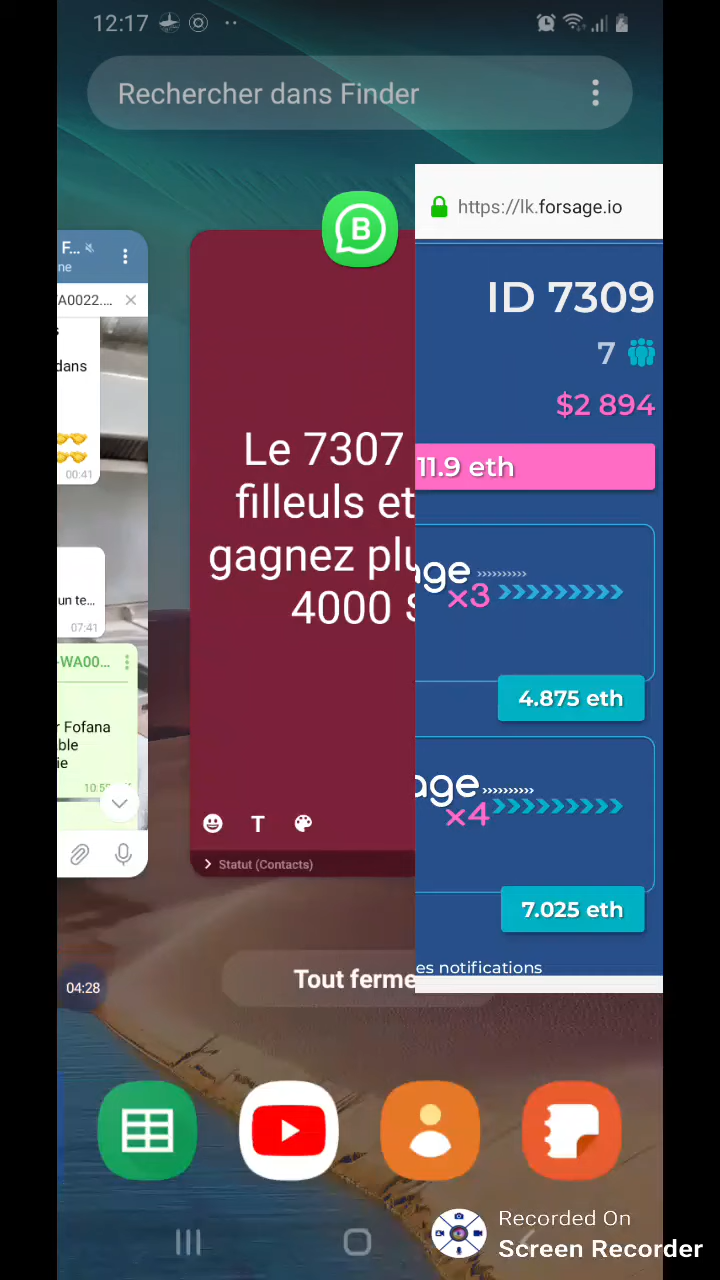 12:17
Rechercher dans Finder
https://lk.forsage.io
F...
ne
/A0022....
ID 7309
7
dans
$2 894
00:41
Le 7307
filleuls et
gagnez plu
4000 $
11.9 eth
age
x3
un te...
07:41
-WA00...
4.875 eth
r Fofana
ble
ie
10:5
age
x4
T
Statut (Contacts)
7.025 eth
es notifications
Tout ferme
04:28
Recorded On
Screen Recorder